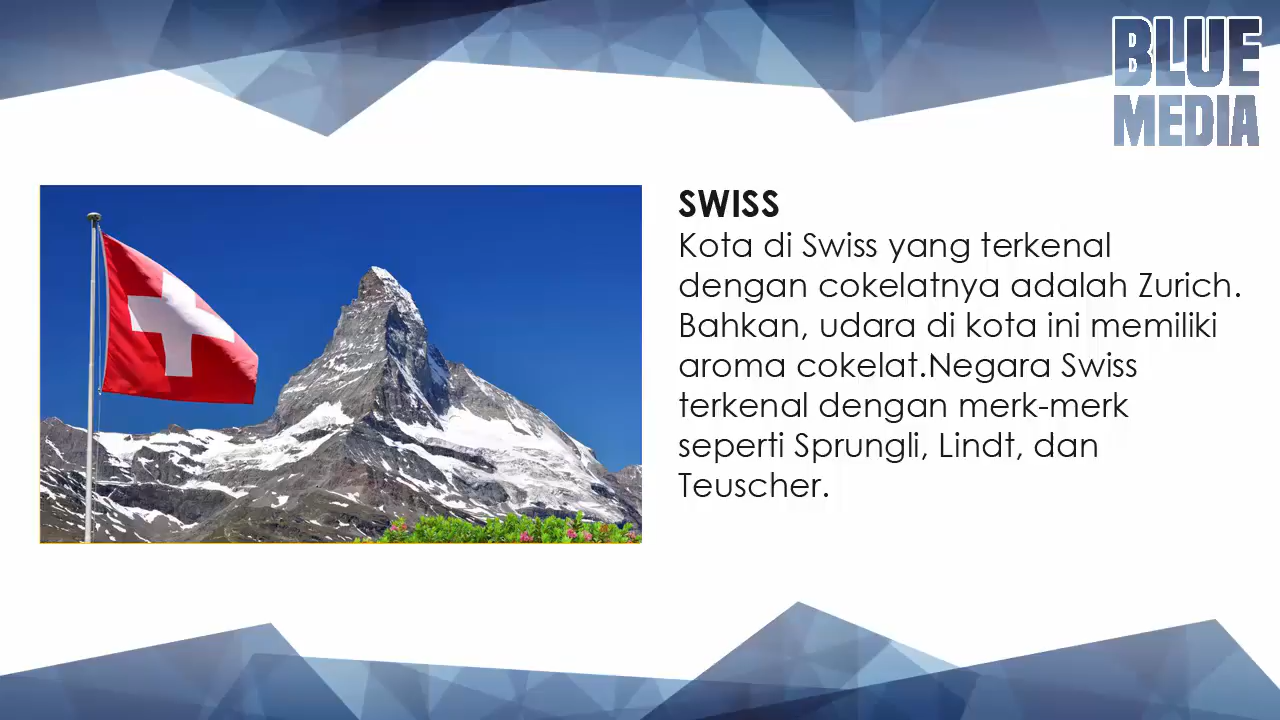 BLUE
MEDIA
SWISS
Kota di Swiss yang terkenal
dengan cokelatnya adalah Zurich.
Bahkan, udara di kota ini memiliki
aroma cokelat.Negara Swiss
terkenal dengan merk-merk
seperti Sprungli, Lindt, dan
Teuscher.